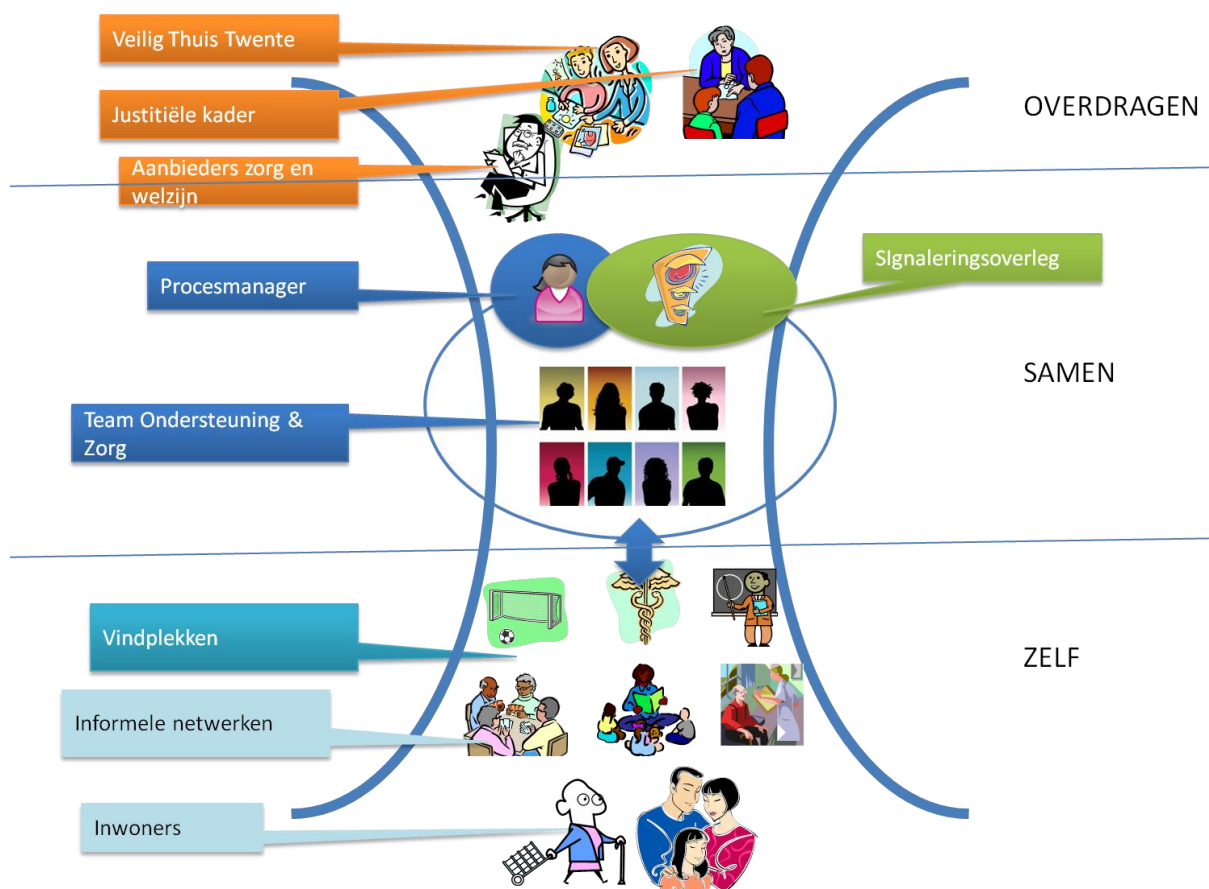 Veilig Thuis Twente
Justitiële kader
OVERDRAGEN
Aanbieders zorg en
welzijn
SIgnaleringsoverleg
Procesmanager
SAMEN
Team Ondersteuning &
Zorg
Vindplekken
ZELF
Informele netwerken
Inwoners